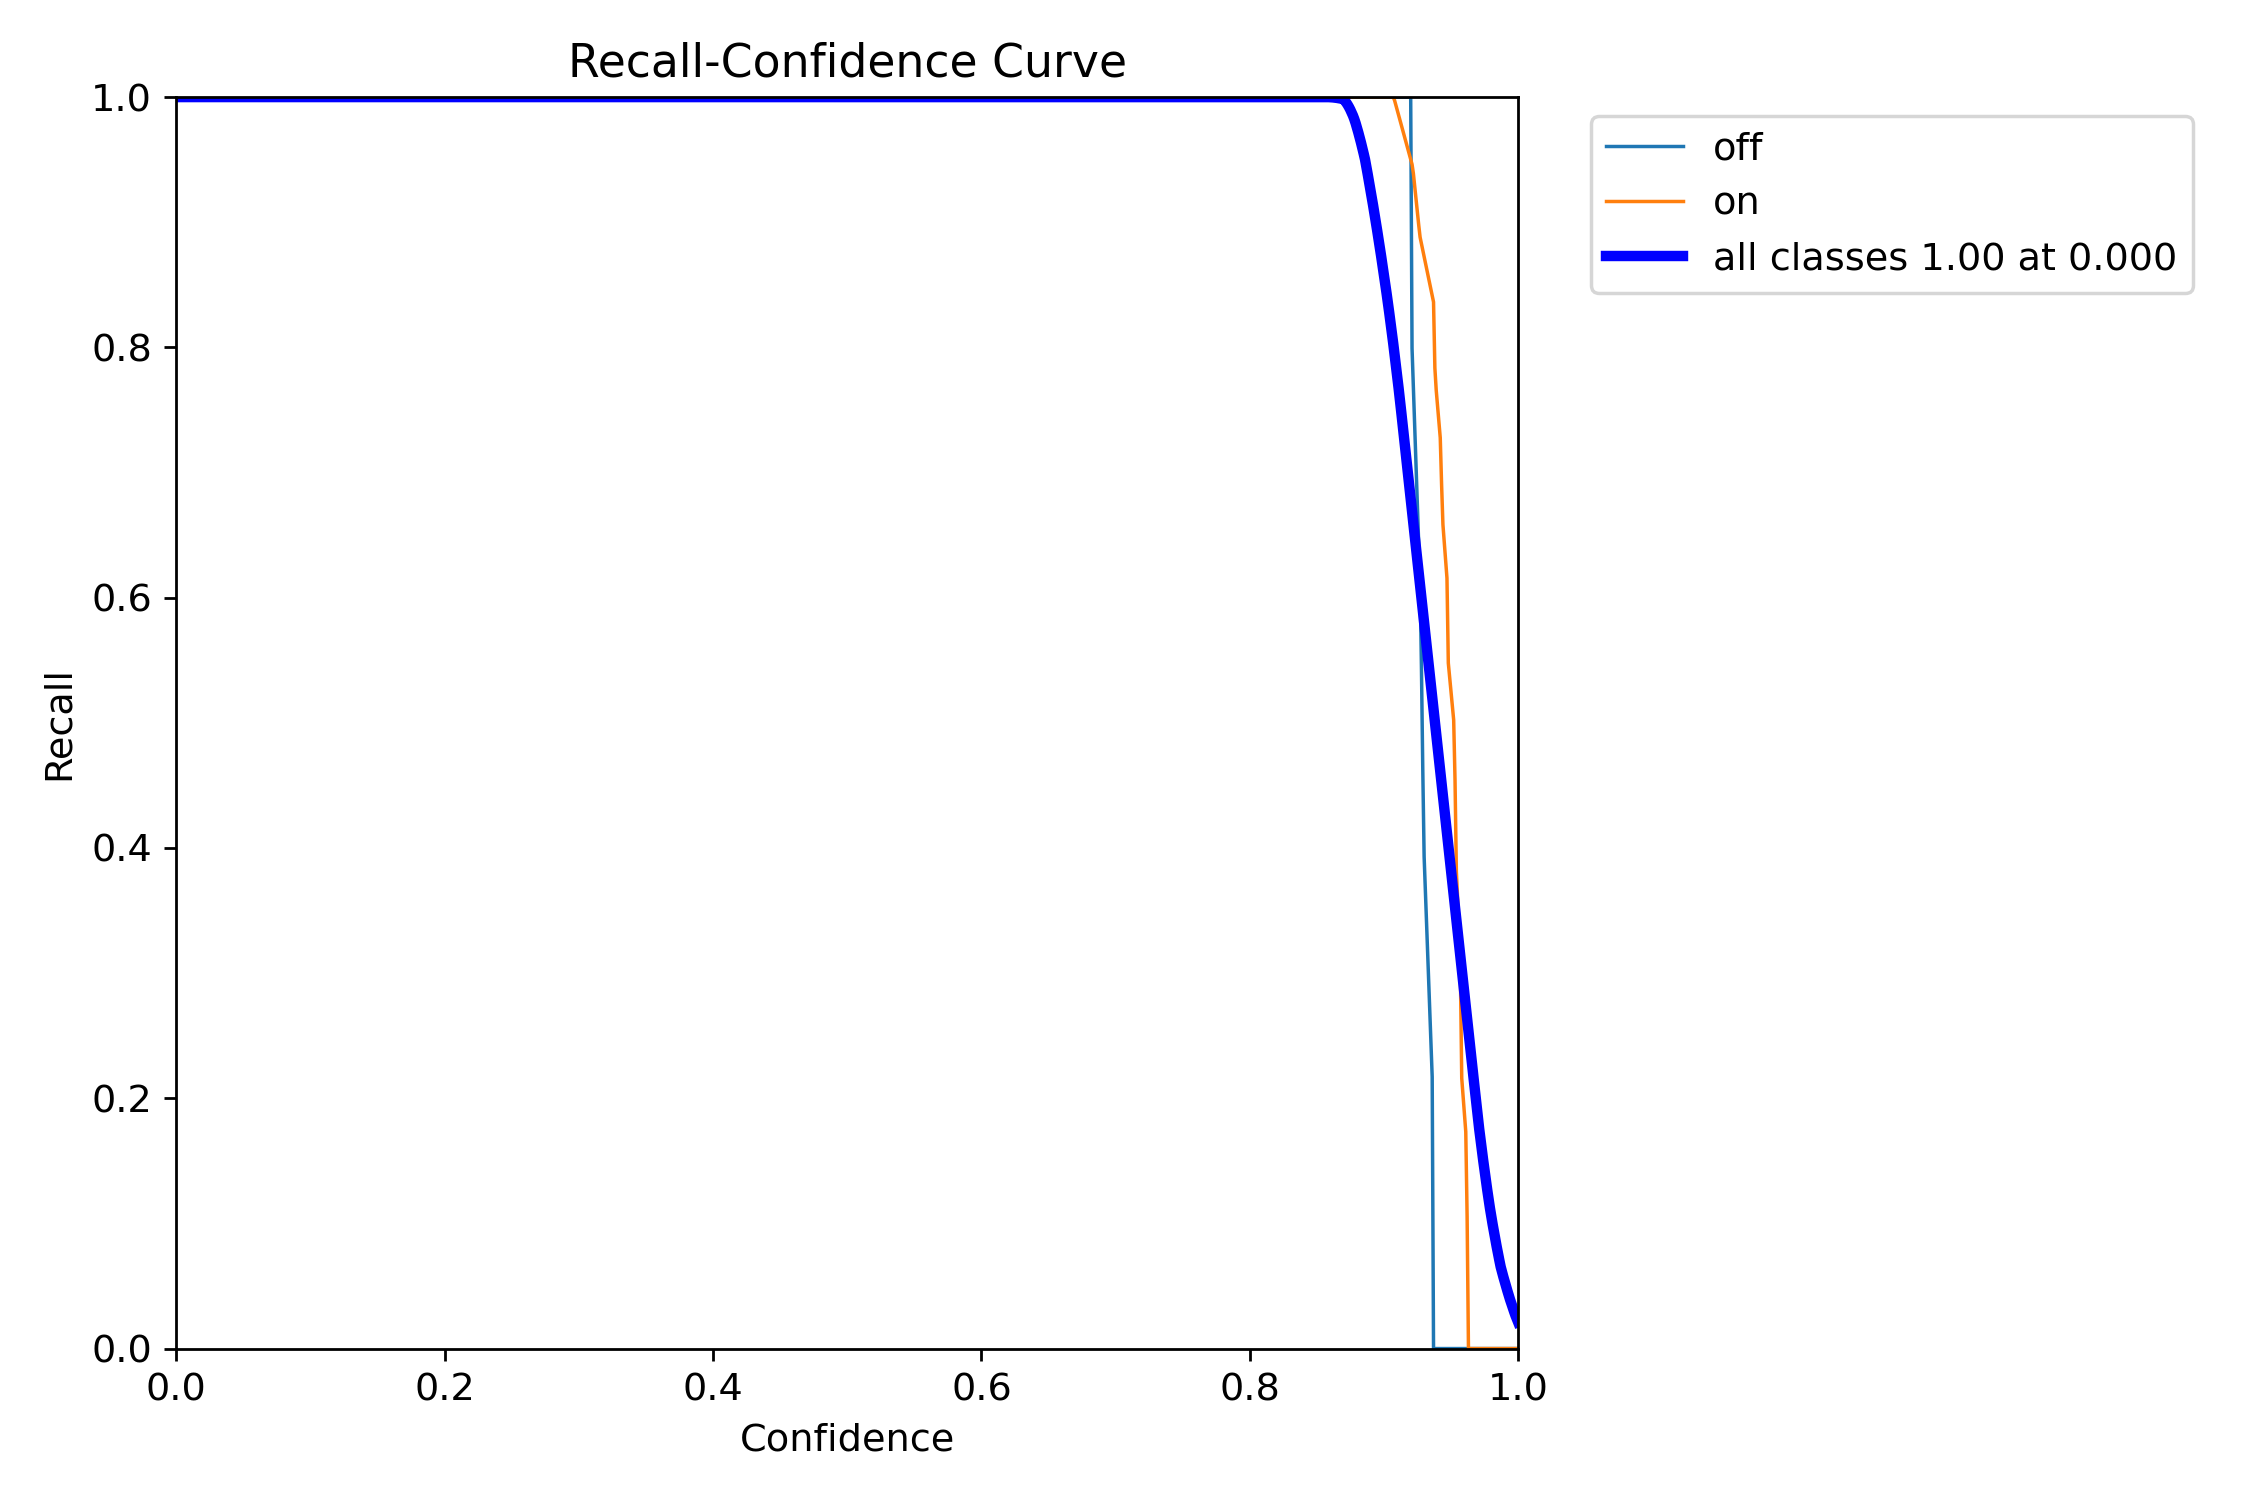 Recall-Confidence Curve
1.0
0.8
0.6
0.4
0.2
0.0
Recall
0.0 0.2 0.4 0.6 0.8 1.0
Confidence
off
on
all classes 1.00 at 0.000